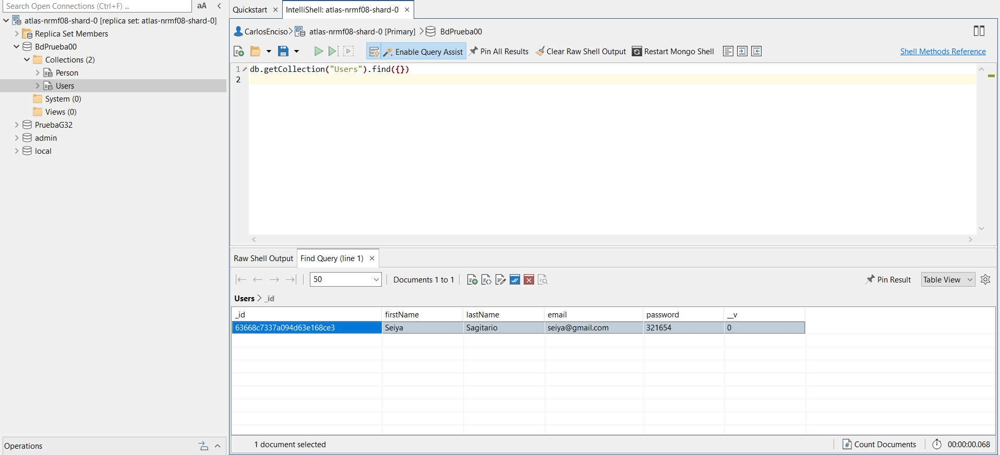 Search Open Connections (Ctrl+F) ... aA
atlas-nrmf08-shard-0 [replica set: atlas-nrmf08-shard-0]
Replica Set Members
BdPrueba00
Collections (2)
Person
Users
System (0)
Views (0)
PruebaG32
admin
local
Operations
Quickstart IntelliShell: atlas-nrmf08-shard-0
CarlosEnciso atlas-nrmf08-shard-0 [Primary] BdPrueba00
Enable Query Assist Pin All Results Clear Raw Shell Output Restart Mongo Shell Shell Methods Reference
1 db.getCollection("Users").find({})
2
Raw Shell Output Find Query (line 1)
50 Documents 1 to 1 Pin Result Table View
Users > _id
_id firstName lastName email password __v
63668c7337a094d63e168ce3 Seiya Sagitario seiya@gmail.com 321654 0
1 document selected # Count Documents 00:00:00.068